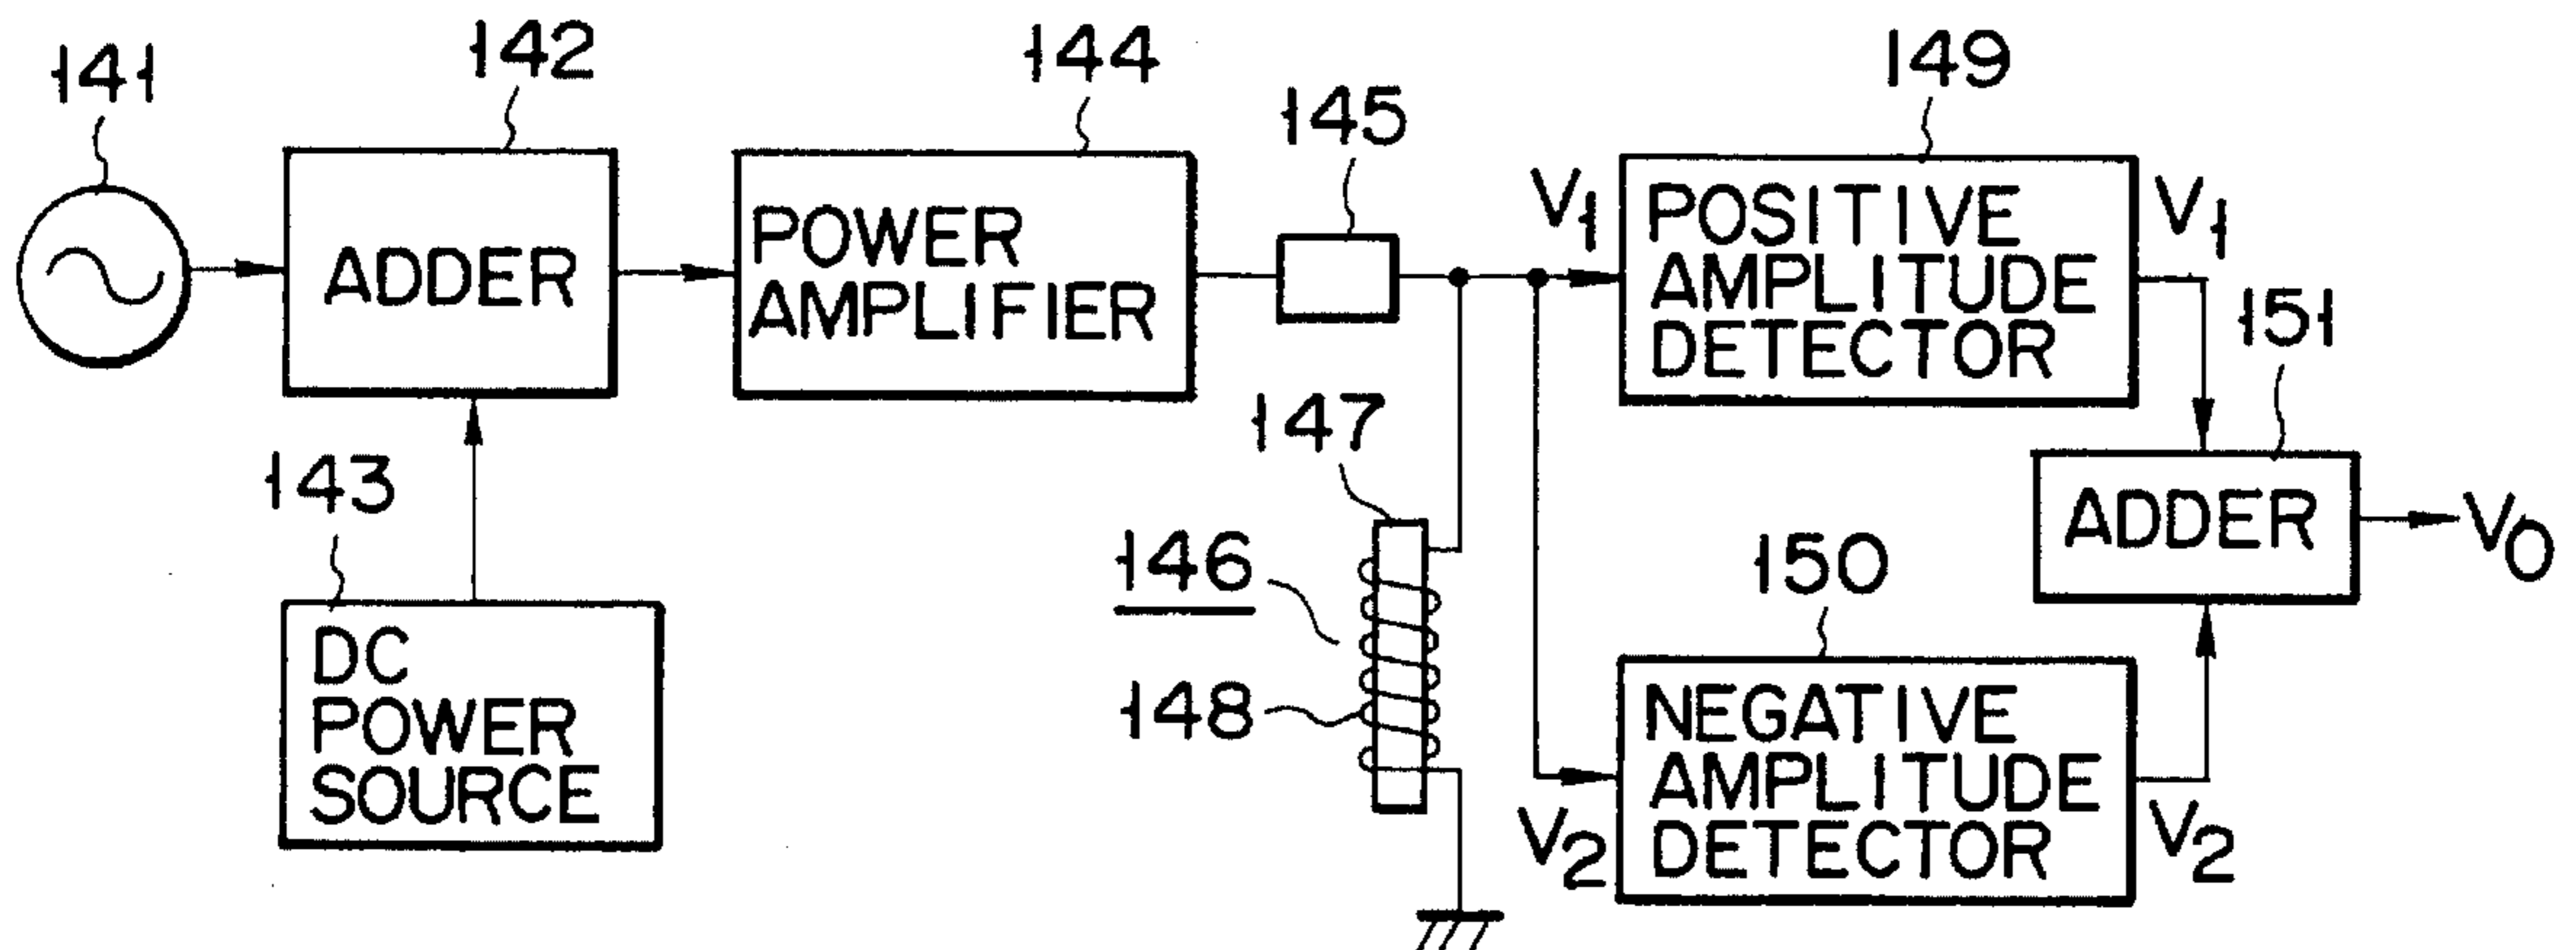 141
142
144
145
149
ADDER
POWER
AMPLIFIER
V1
POSITIVE
AMPLITUDE
DETECTOR
V1
151
143
147
ADDER
V0
146
150
148
DC
POWER
SOURCE
NEGATIVE
AMPLITUDE
DETECTOR
V2
V2